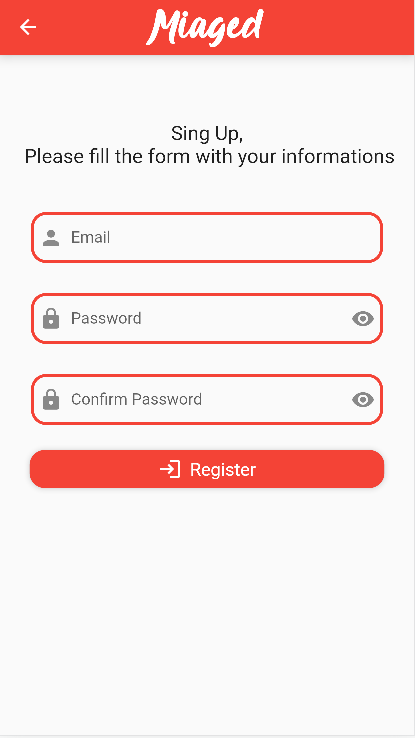 Miaged
Sing Up,
Please fill the form with your informations
Email
Password
Confirm Password
Register